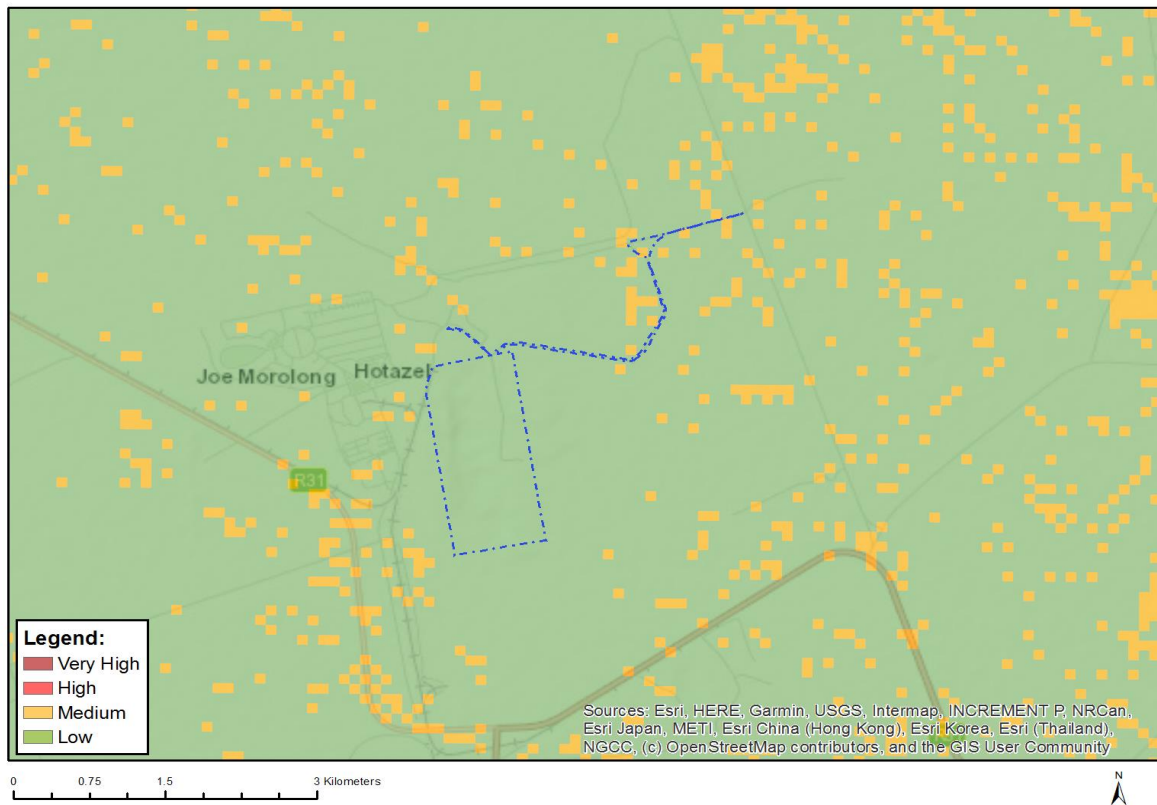 Joe Morolong
Hotazel
R31
Legend:
Very High
High
Medium
Low
Sources: Esri, HERE, Garmin, USGS, Intermap, INCREMENT P, NRCan,
Esri Japan, METI, Esri China (Hong Kong), Esri Korea, Esri (Thailand),
NGCC, (c) OpenStreetMap contributors, and the GIS User Community
0 0.75 1.5 3 Kilometers
N